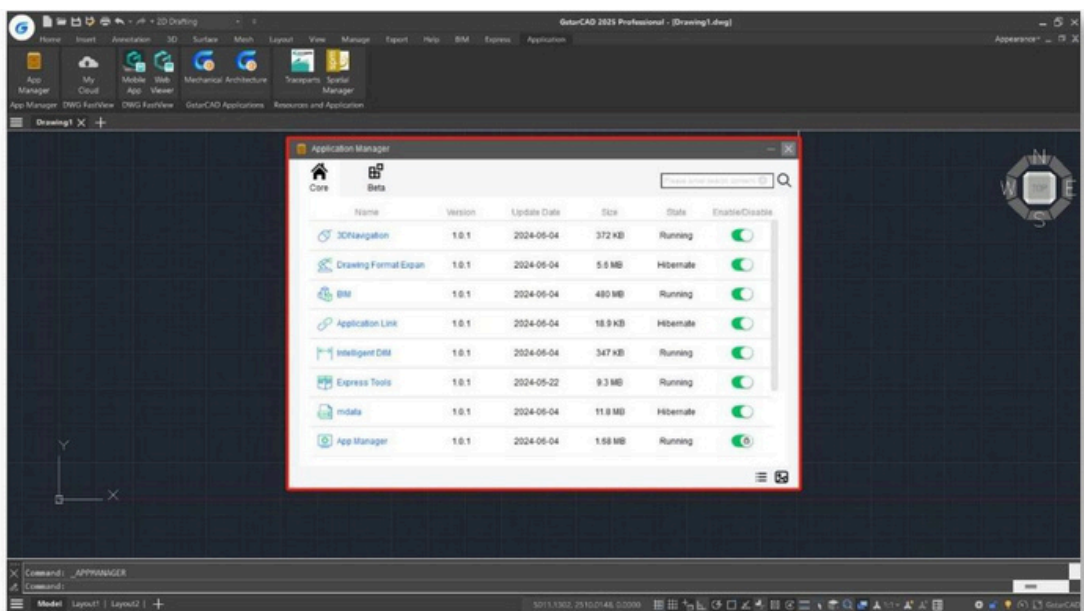 2D Drafting
GstarCAD 2025 Professional - [Drawing1.dwg]
Home Insert Annotation 3D Surface Mesh Layout View Manage Export Help BIM Express Application
Appearance
App Manager
My Cloud
Mobile App
Web Viewer
Mechanical
Architecture
Traceparts
Spatial Manager
App Manager DWG FastView DWG FastView GstarCAD Applications Resources and Application
Drawing1
Application Manager
Core Beta
Please enter search content
Name Version Update Date Size State Enable/Disable
3DNavigation 1.0.1 2024-06-04 372 KB Running
Drawing Format Expan 1.0.1 2024-06-04 5.6 MB Hibernate
BIM 1.0.1 2024-06-04 480 MB Running
Application Link 1.0.1 2024-06-04 18.9 KB Hibernate
Intelligent DIM 1.0.1 2024-06-04 347 KB Running
Express Tools 1.0.1 2024-05-22 9.3 MB Running
mdata 1.0.1 2024-06-04 11.8 MB Hibernate
App Manager 1.0.1 2024-06-04 1.68 MB Running
N
W TOP E
S
Y
X
Command: _APPMANAGER
Command:
Model Layout1 Layout2
1:1
GstarCAD